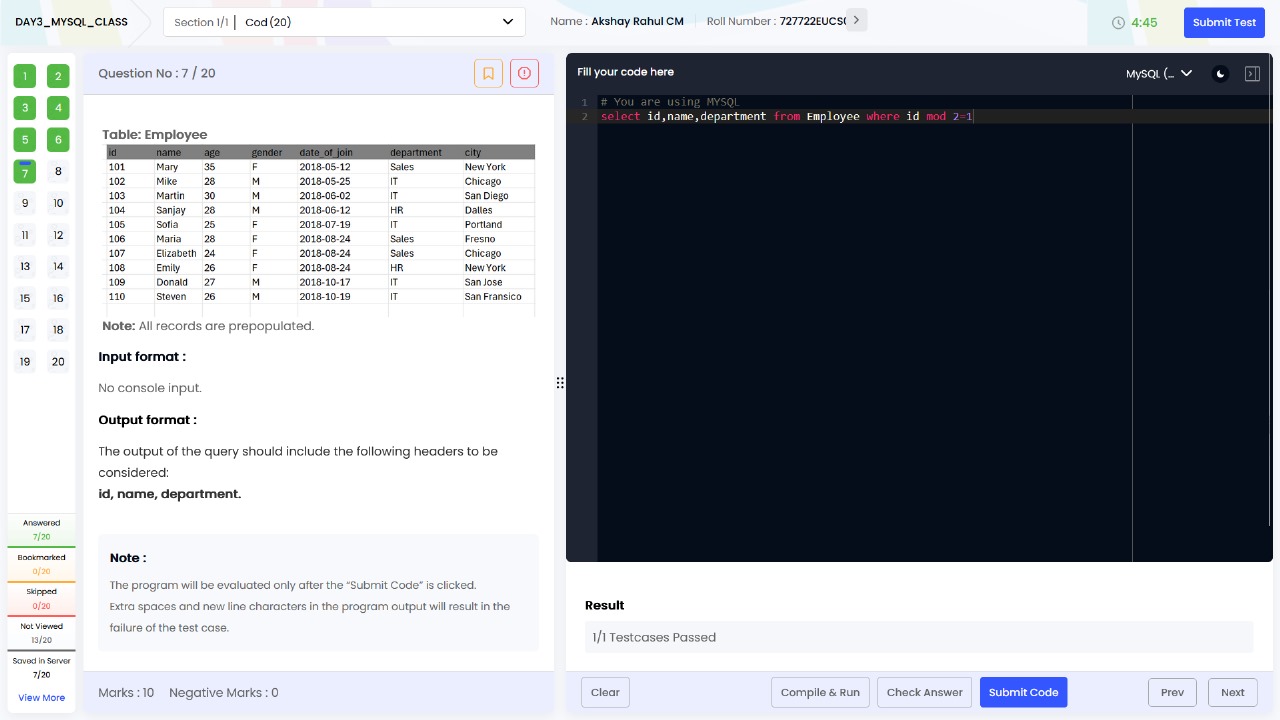 DAY3_MYSQL_CLASS
Section 1/1 | Cod (20)
Name : Akshay Rahul CM
Roll Number : 727722EUCS
4:45
Submit Test
1 2
3 4
5 6
7 8
9 10
11 12
13 14
15 16
17 18
19 20
Answered
7/20
Bookmarked
0/20
Skipped
0/20
Not Viewed
13/20
Saved in Server
7/20
View More
Question No : 7 / 20
Table: Employee
id name age gender date_of_join department city
101 Mary 35 F 2018-05-12 Sales New York
102 Mike 28 M 2018-05-25 IT Chicago
103 Martin 30 M 2018-06-02 IT San Diego
104 Sanjay 28 M 2018-06-12 HR Dalles
105 Sofia 25 F 2018-07-19 IT Portland
106 Maria 28 F 2018-08-24 Sales Fresno
107 Elizabeth 24 F 2018-08-24 Sales Chicago
108 Emily 26 F 2018-08-24 HR New York
109 Donald 27 M 2018-10-17 IT San Jose
110 Steven 26 M 2018-10-19 IT San Fransico
Note: All records are prepopulated.
Input format :
No console input.
Output format :
The output of the query should include the following headers to be
considered:
id, name, department.
Note :
The program will be evaluated only after the “Submit Code” is clicked.
Extra spaces and new line characters in the program output will result in the
failure of the test case.
Marks : 10 Negative Marks : 0
Fill your code here
MySQL (...
1 # You are using MYSQL
2 select id,name,department from Employee where id mod 2=1
Result
1/1 Testcases Passed
Clear
Compile & Run
Check Answer
Submit Code
Prev
Next